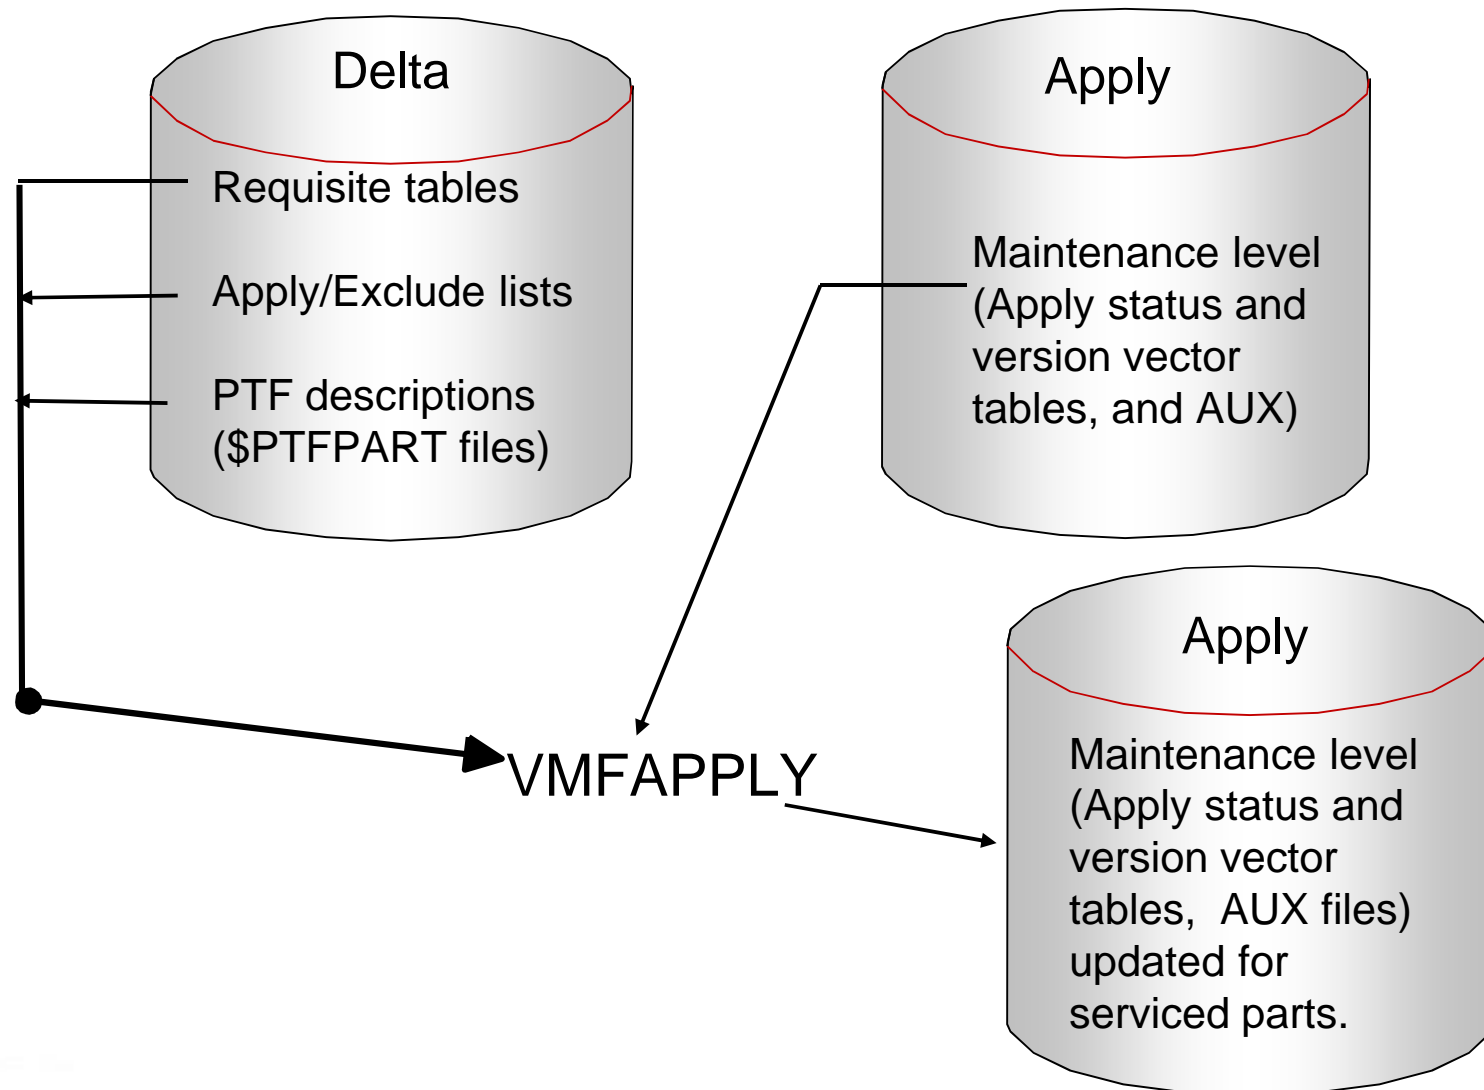 Delta
Requisite tables
Apply/Exclude lists
PTF descriptions
($PTFPART files)
Apply
Maintenance level
(Apply status and
version vector
tables, and AUX)
VMFAPPLY
Apply
Maintenance level
(Apply status and
version vector
tables,  AUX files)
updated for
serviced parts.